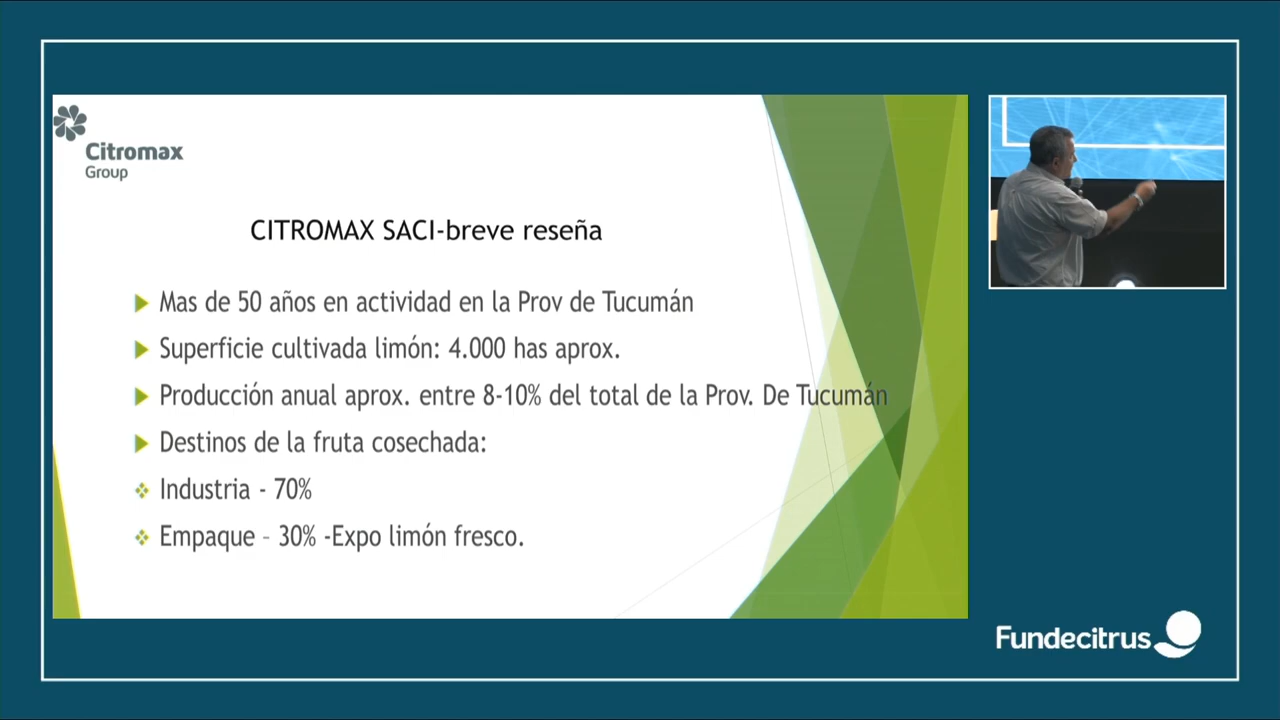 Citromax
Group
CITROMAX SACI-breve reseña
Mas de 50 años en actividad en la Prov de Tucumán
Superficie cultivada limón: 4.000 has aprox.
Producción anual aprox. entre 8-10% del total de la Prov. De Tucumán
Destinos de la fruta cosechada:
Industria - 70%
Empaque – 30% -Expo limón fresco.
Fundecitrus